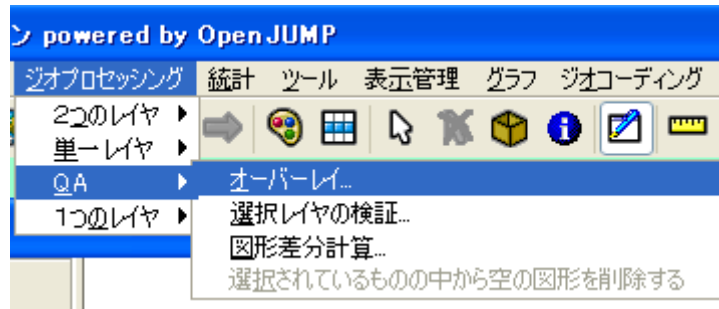 ン powered by OpenJUMP
ジオプロセッシング 統計 ツール 表示管理 グラフ ジオコーディング
2つのレイヤ
単一レイヤ
QA
1つのレイヤ
オーバーレイ...
選択レイヤの検証...
図形差分計算...
選択されているものの中から空の図形を削除する